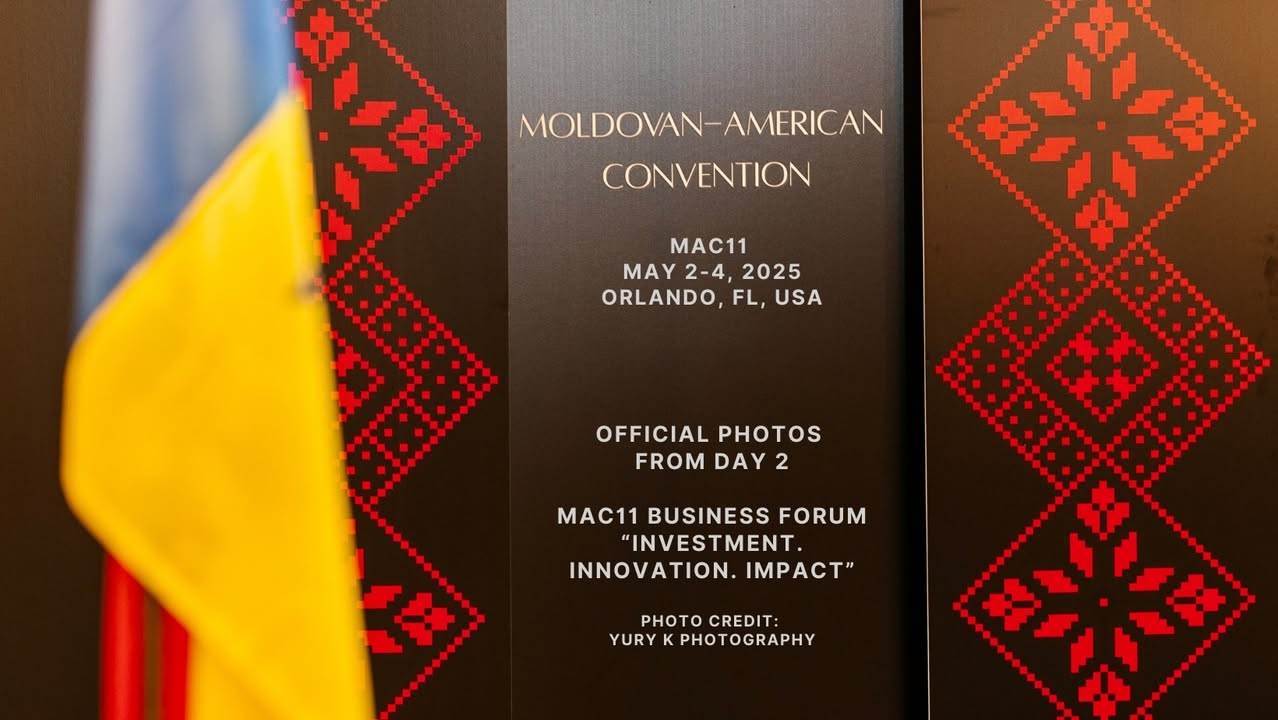 MOLDOVAN–AMERICAN
CONVENTION
MAC11
MAY 2-4, 2025
ORLANDO, FL, USA
OFFICIAL PHOTOS
FROM DAY 2
MAC11 BUSINESS FORUM
“INVESTMENT.
INNOVATION. IMPACT”
PHOTO CREDIT:
YURY K PHOTOGRAPHY